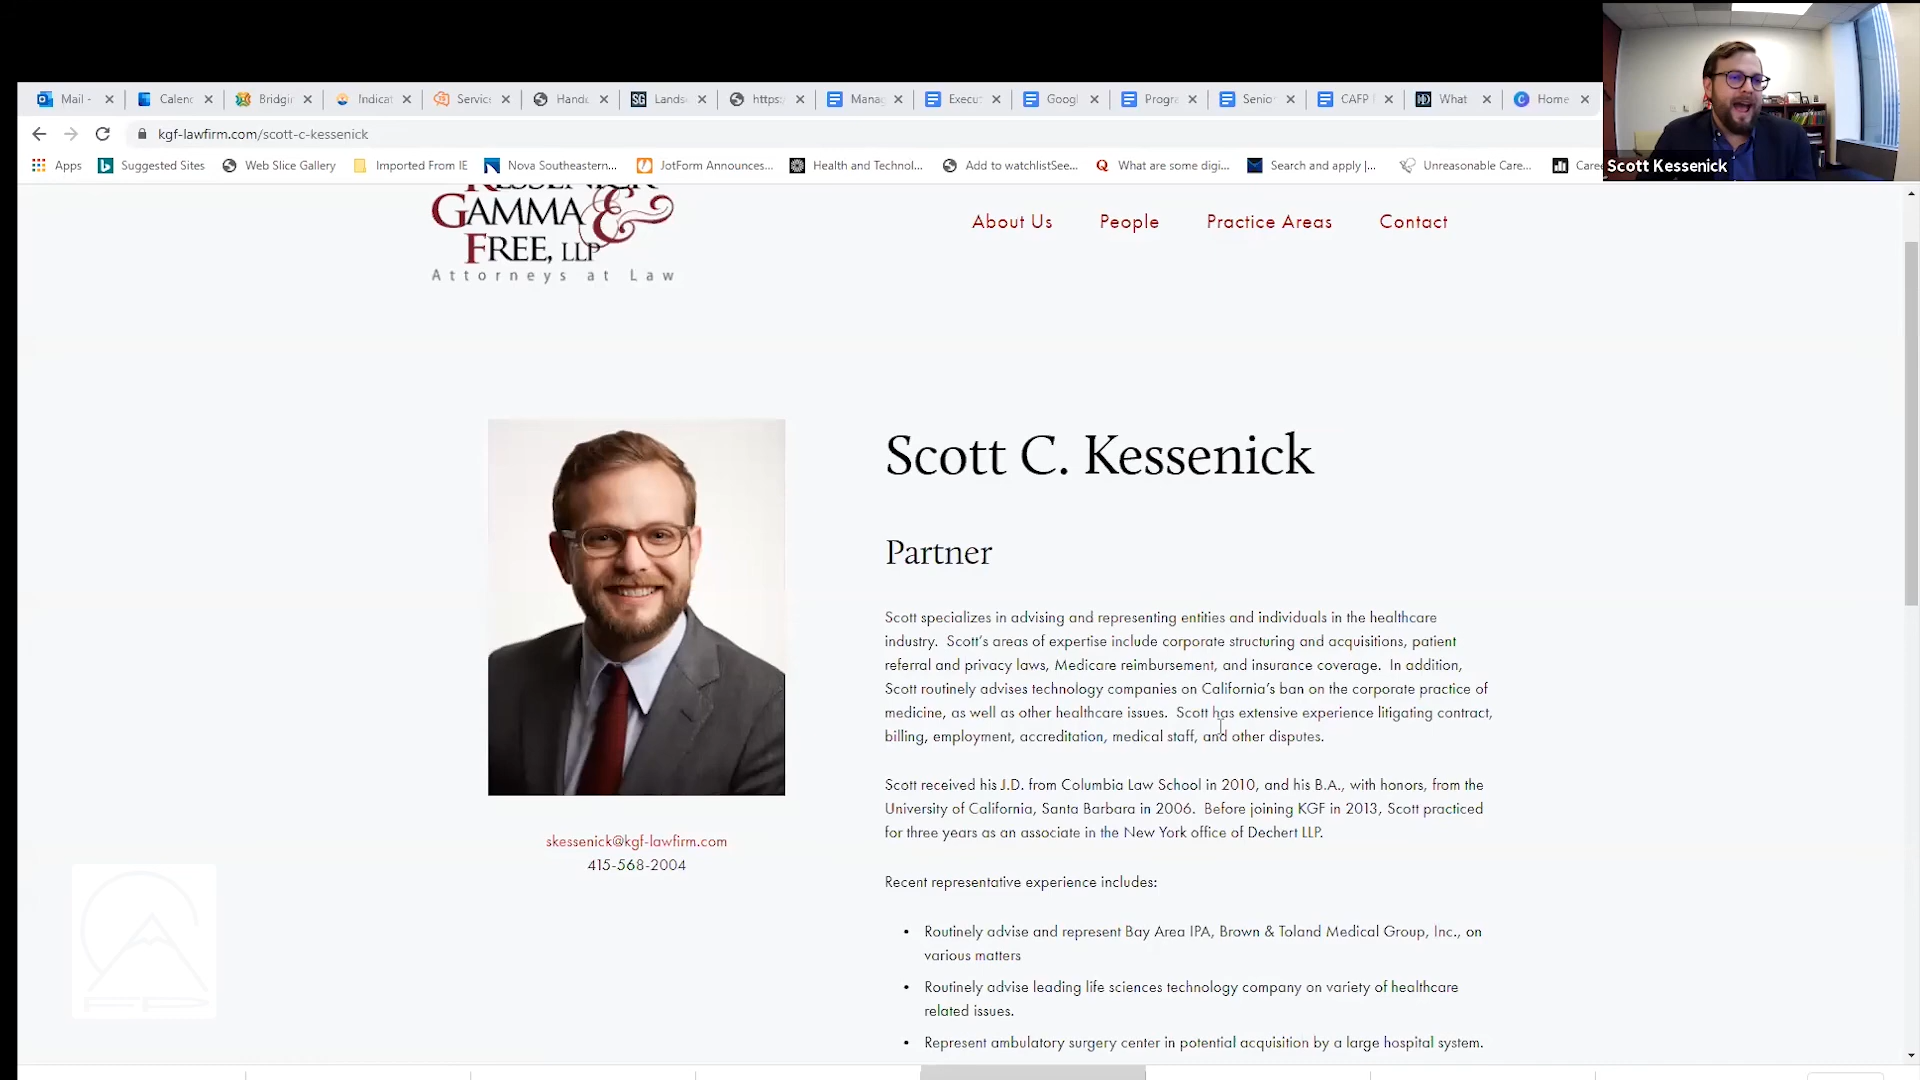 Mail -
Calenc
Bridgin
Indicat
Servic
Hando
Lands
https:
Manag
Execut
Googl
Progra
Senio
CAFP
What
Home
kgf-lawfirm.com/scott-c-kessenick
Apps
Suggested Sites
Web Slice Gallery
Imported From IE
Nova Southeastern...
JotForm Announces...
Health and Technol...
Add to watchlistSee...
What are some digi...
Search and apply |...
Unreasonable Care...
Caree
Scott Kessenick
KESSENICK
GAMMA &
FREE, LLP
Attorneys at Law
About Us
People
Practice Areas
Contact
Scott C. Kessenick
Partner
Scott specializes in advising and representing entities and individuals in the healthcare
industry. Scott's areas of expertise include corporate structuring and acquisitions, patient
referral and privacy laws, Medicare reimbursement, and insurance coverage. In addition,
Scott routinely advises technology companies on California's ban on the corporate practice of
medicine, as well as other healthcare issues. Scott has extensive experience litigating contract,
billing, employment, accreditation, medical staff, and other disputes.
Scott received his J.D. from Columbia Law School in 2010, and his B.A., with honors, from the
University of California, Santa Barbara in 2006. Before joining KGF in 2013, Scott practiced
for three years as an associate in the New York office of Dechert LLP.
skessenick@kgf-lawfirm.com
415-568-2004
Recent representative experience includes:
• Routinely advise and represent Bay Area IPA, Brown & Toland Medical Group, Inc., on
various matters
• Routinely advise leading life sciences technology company on variety of healthcare
related issues.
• Represent ambulatory surgery center in potential acquisition by a large hospital system.